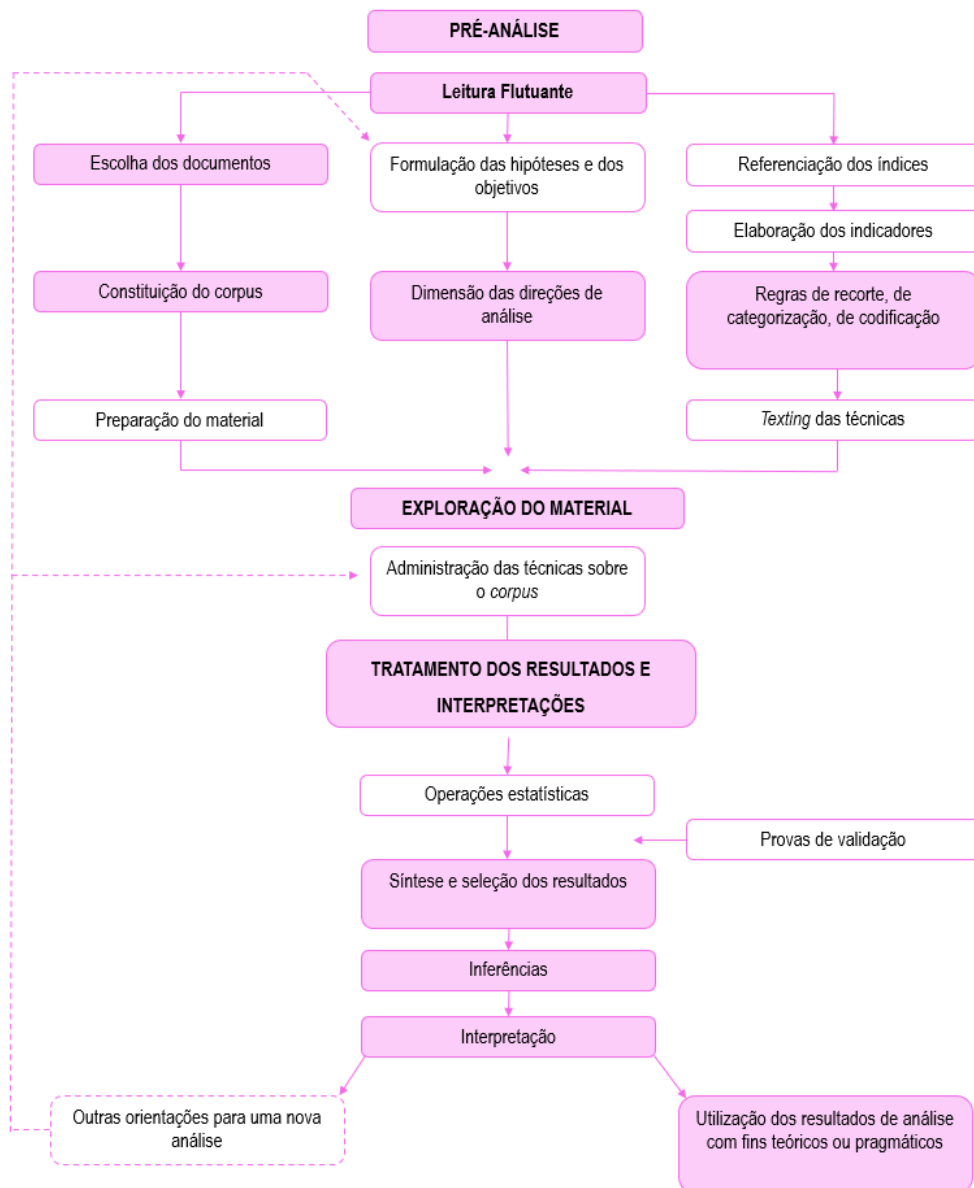 PRÉ-ANÁLISE
Leitura Flutuante
Escolha dos documentos
Formulação das hipóteses e dos
objetivos
Referenciação dos índices
Elaboração dos indicadores
Constituição do corpus
Dimensão das direções de
análise
Regras de recorte, de
categorização, de codificação
Preparação do material
Texting das técnicas
EXPLORAÇÃO DO MATERIAL
Administração das técnicas sobre
o corpus
TRATAMENTO DOS RESULTADOS E
INTERPRETAÇÕES
Operações estatísticas
Provas de validação
Síntese e seleção dos resultados
Inferências
Interpretação
Outras orientações para uma nova
análise
Utilização dos resultados de análise
com fins teóricos ou pragmáticos